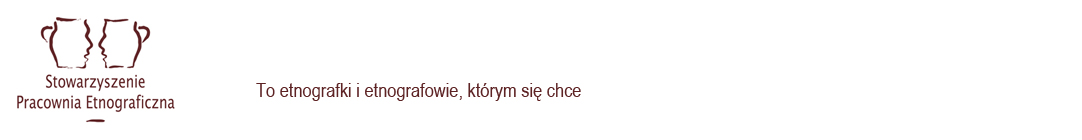 Stowarzyszenie
Pracownia Etnograficzna
To etnografki i etnografowie, którym się chce